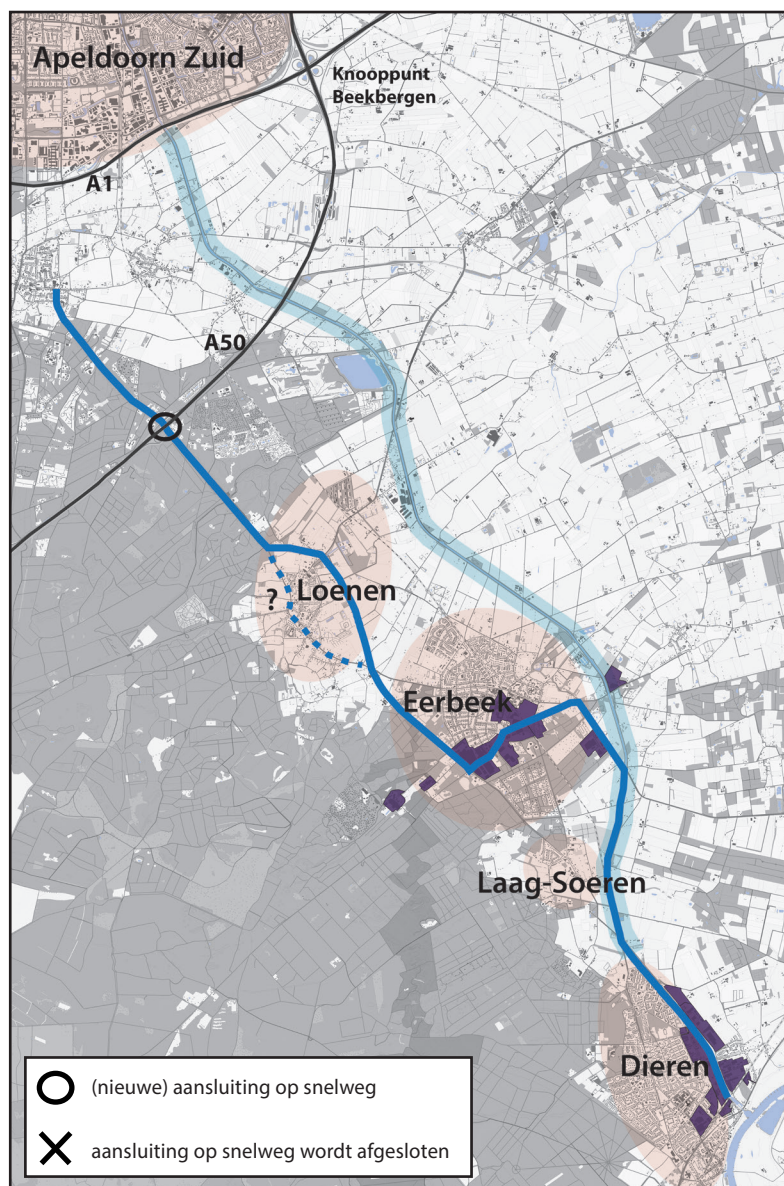 Apeldoorn Zuid
Knooppunt
Beekbergen
A1
A50
?
Loenen
Eerbeek
Laag-Soeren
Dieren
(nieuwe) aansluiting op snelweg
aansluiting op snelweg wordt afgesloten